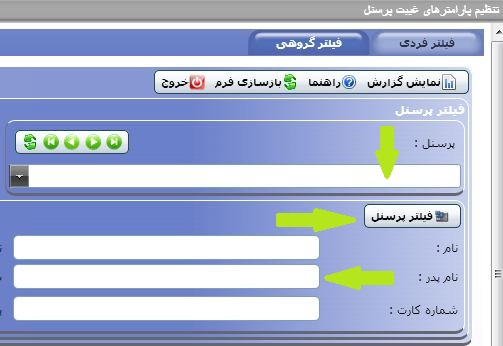 تنظیم پارامترهای غیبت پرسنل
فیلتر فردی فیلتر گروهی
نمایش گزارش راهنما بازسازی فرم خروج
فیلتر پرسنل
پرسنل :
فیلتر پرسنل
نام :
نام پدر :
شماره کارت :